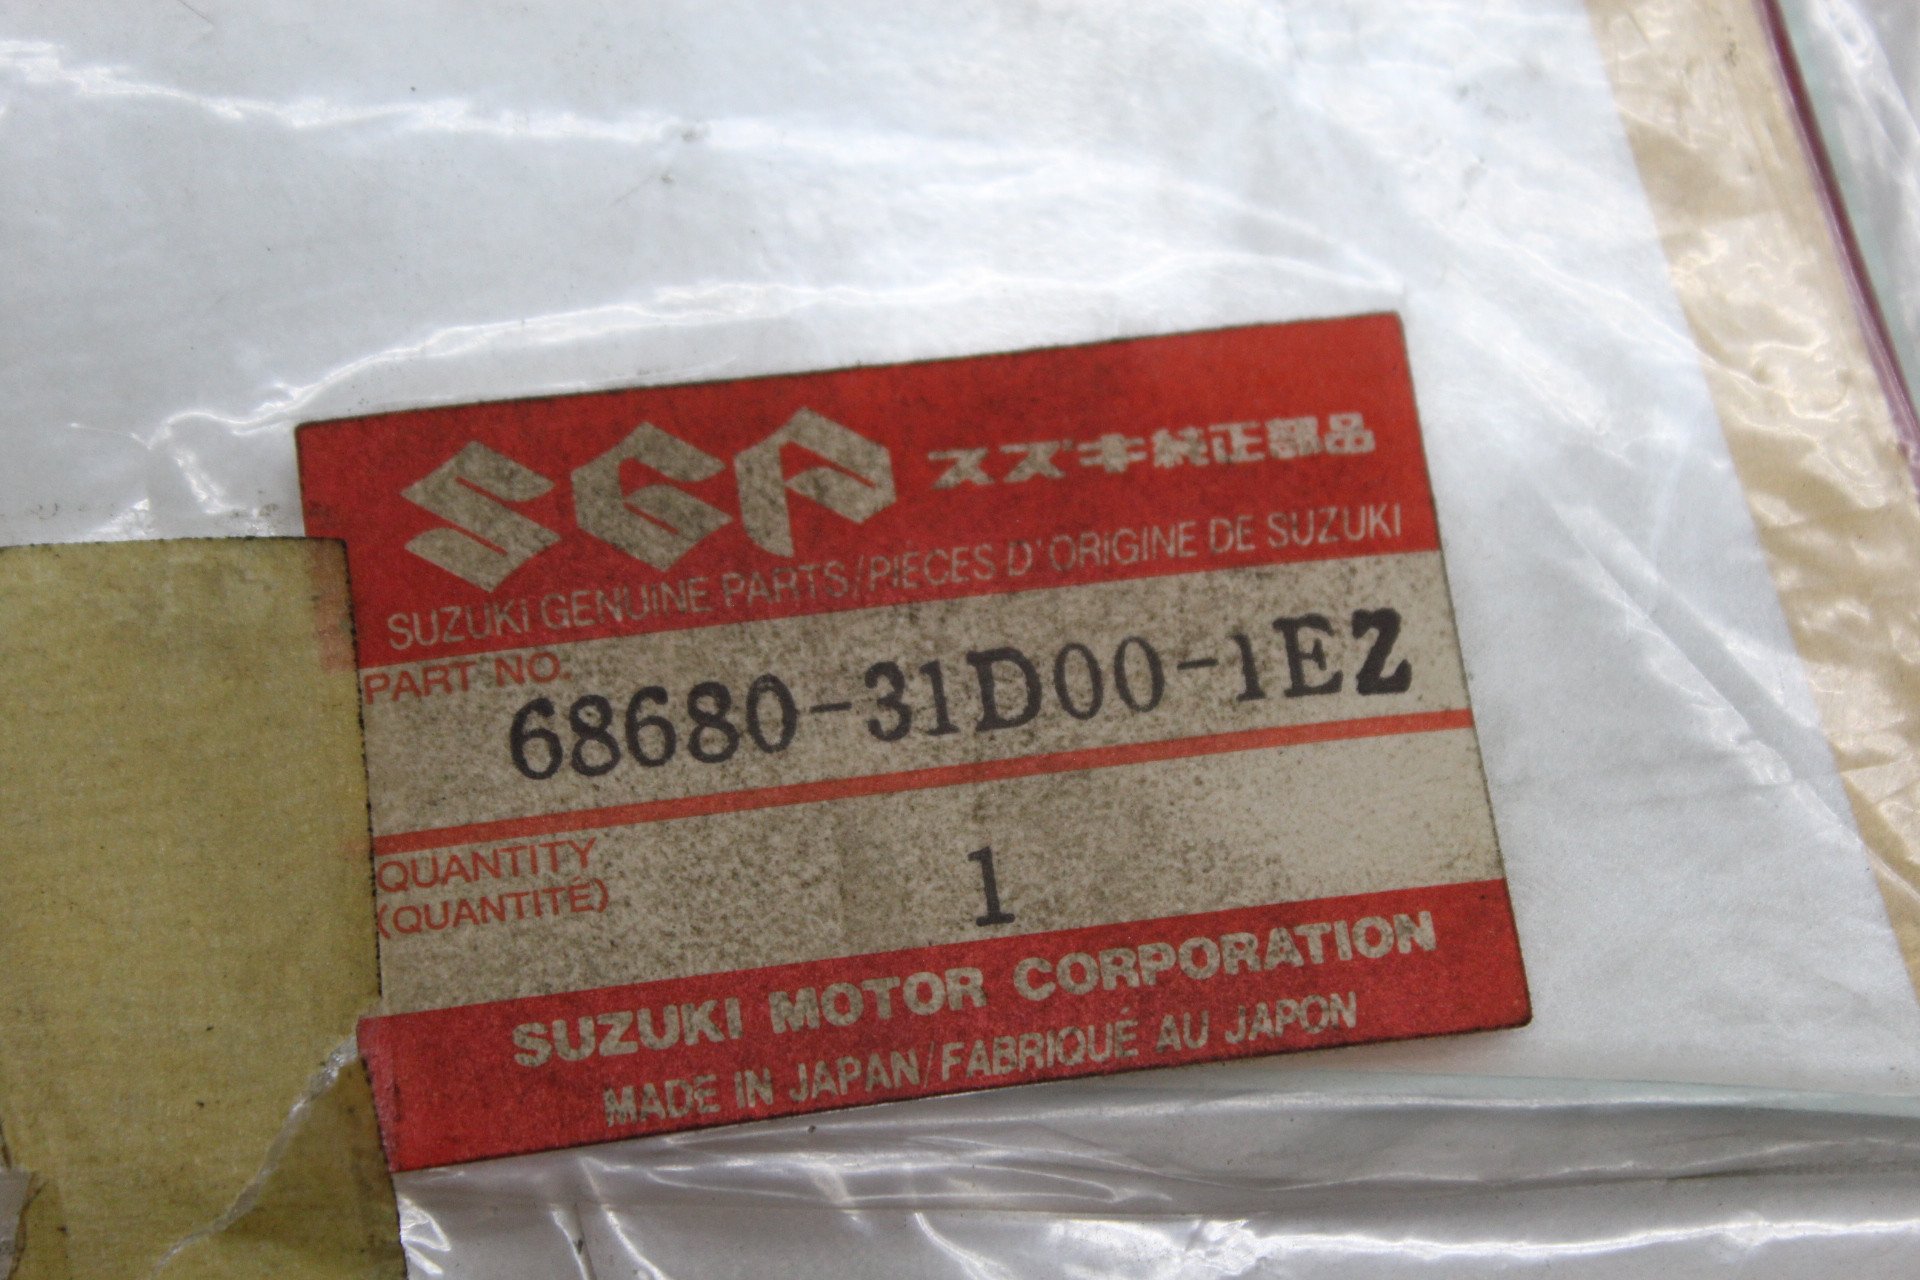 SGP スズキ純正部品
SUZUKI GENUINE PARTS/PIÈCES D'ORIGINE DE SUZUKI
PART NO.
68680-31D00-1EZ
QUANTITY
(QUANTITÉ)
1
SUZUKI MOTOR CORPORATION
MADE IN JAPAN/FABRIQUÉ AU JAPON